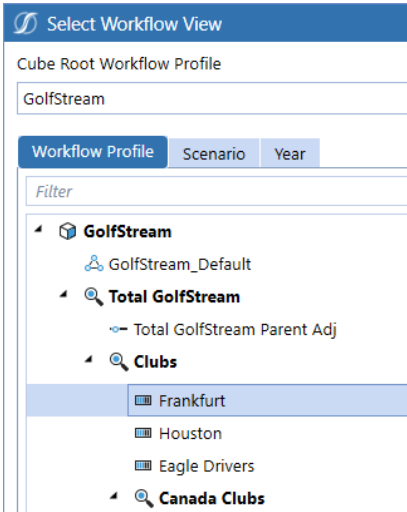 Select Workflow View
Cube Root Workflow Profile
GolfStream
Workflow Profile Scenario Year
Filter
GolfStream
GolfStream_Default
Total GolfStream
Total GolfStream Parent Adj
Clubs
Frankfurt
Houston
Eagle Drivers
Canada Clubs